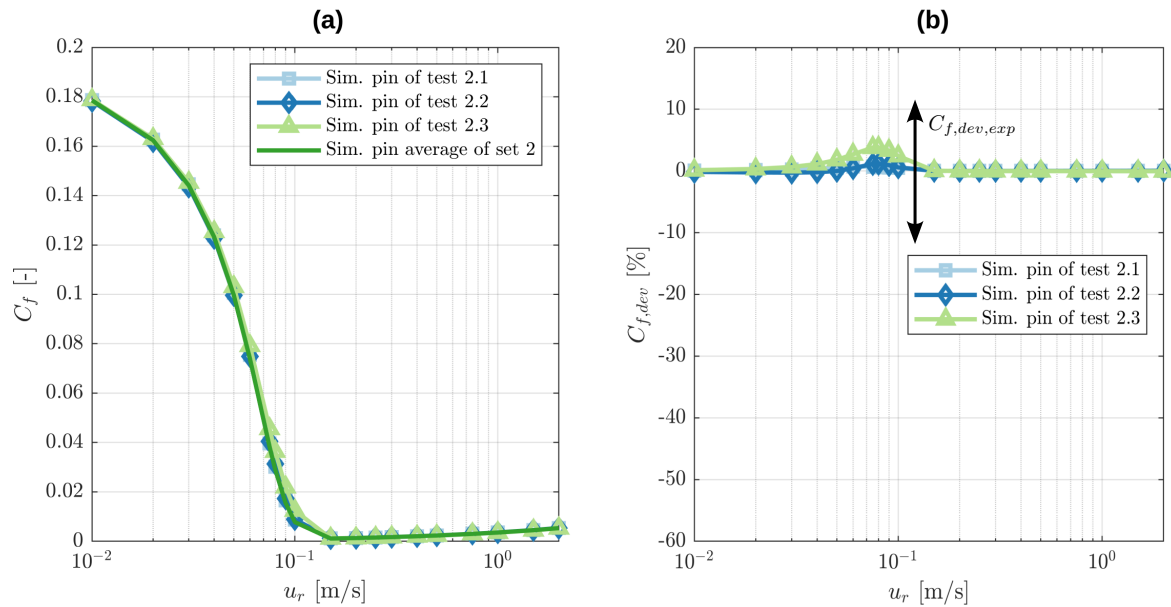 (a)
0.2
0.18
0.16
0.14
0.12
0.1
0.08
0.06
0.04
0.02
0
C_f [-]
10^-2
10^-1
10^0
u_r [m/s]
Sim. pin of test 2.1
Sim. pin of test 2.2
Sim. pin of test 2.3
Sim. pin average of set 2
(b)
20
10
0
-10
-20
-30
-40
-50
-60
C_{f,dev} [%]
10^-2
10^-1
10^0
u_r [m/s]
C_{f,dev,exp}
Sim. pin of test 2.1
Sim. pin of test 2.2
Sim. pin of test 2.3